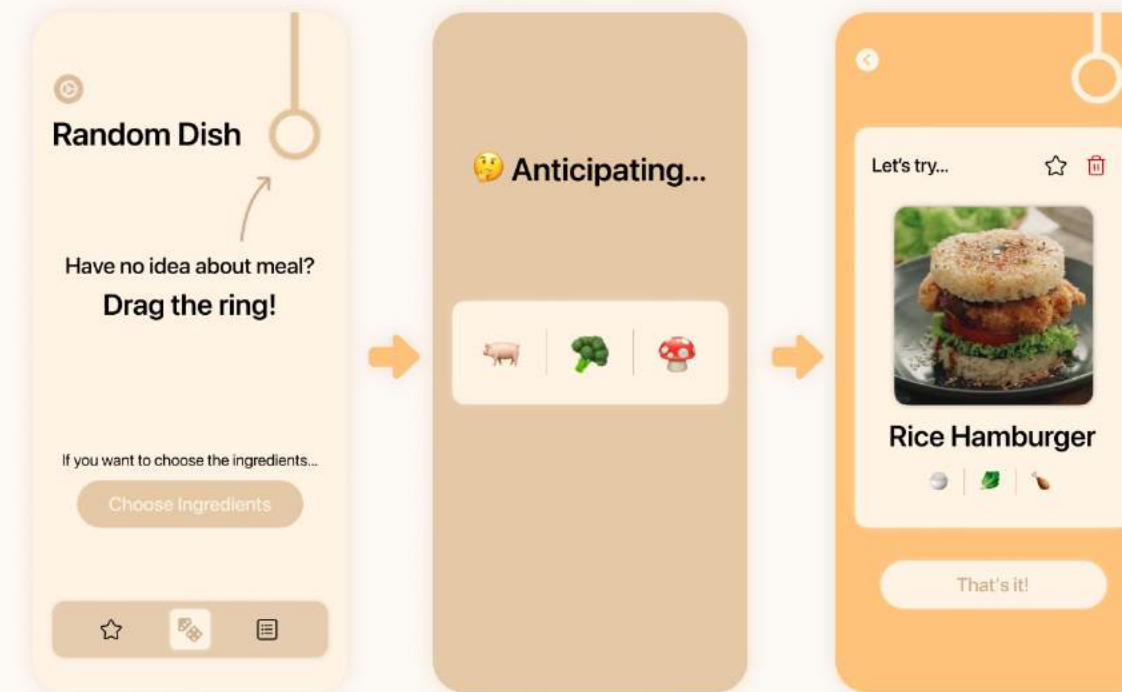 Random Dish
Have no idea about meal?
Drag the ring!
If you want to choose the ingredients...
Choose Ingredients
🤔 Anticipating...
Let's try...
Rice Hamburger
That's it!